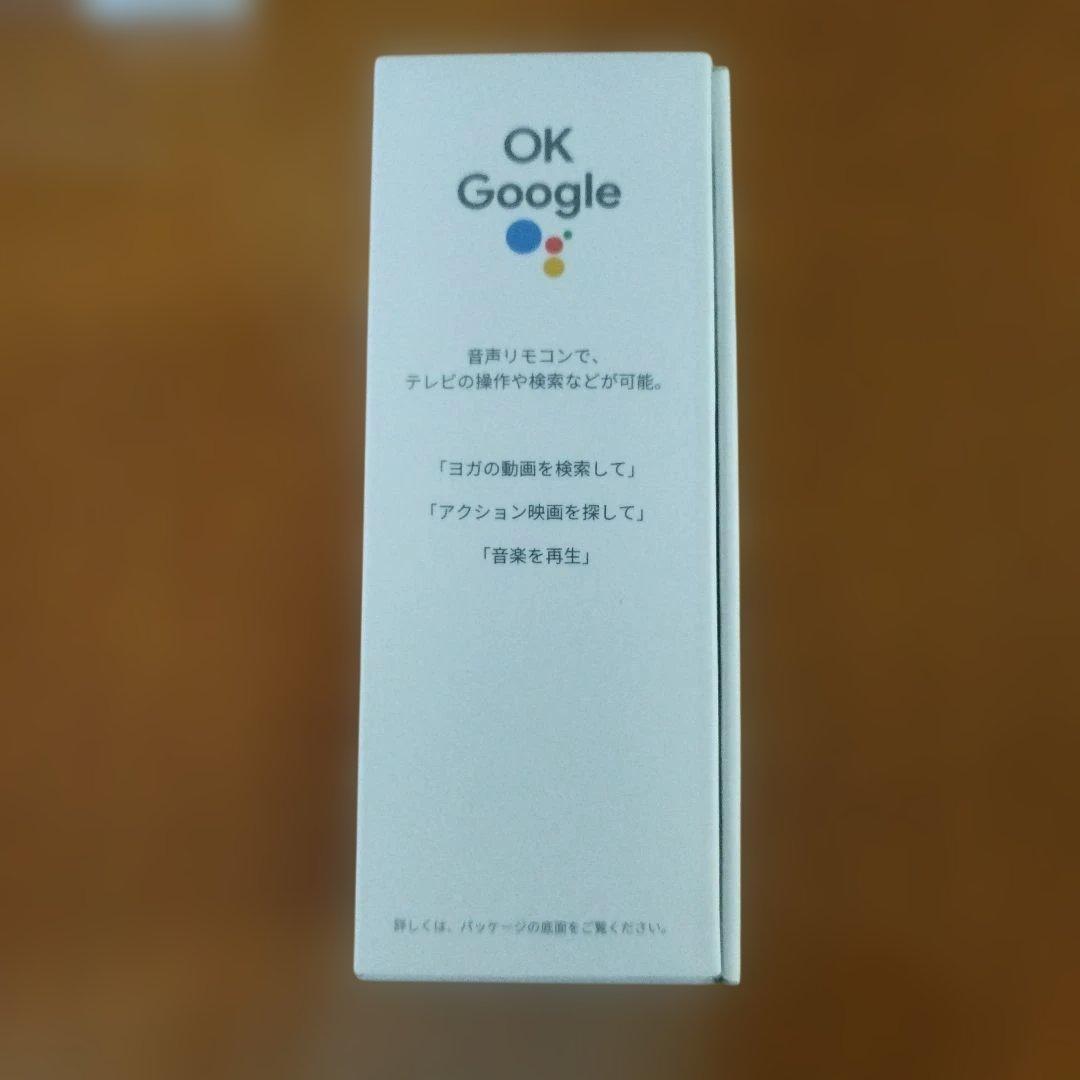 OK
Google
音声リモコンで、
テレビの操作や検索などが可能。
「ヨガの動画を検索して」
「アクション映画を探して」
「音楽を再生」
詳しくは、パッケージの底面をご覧ください。